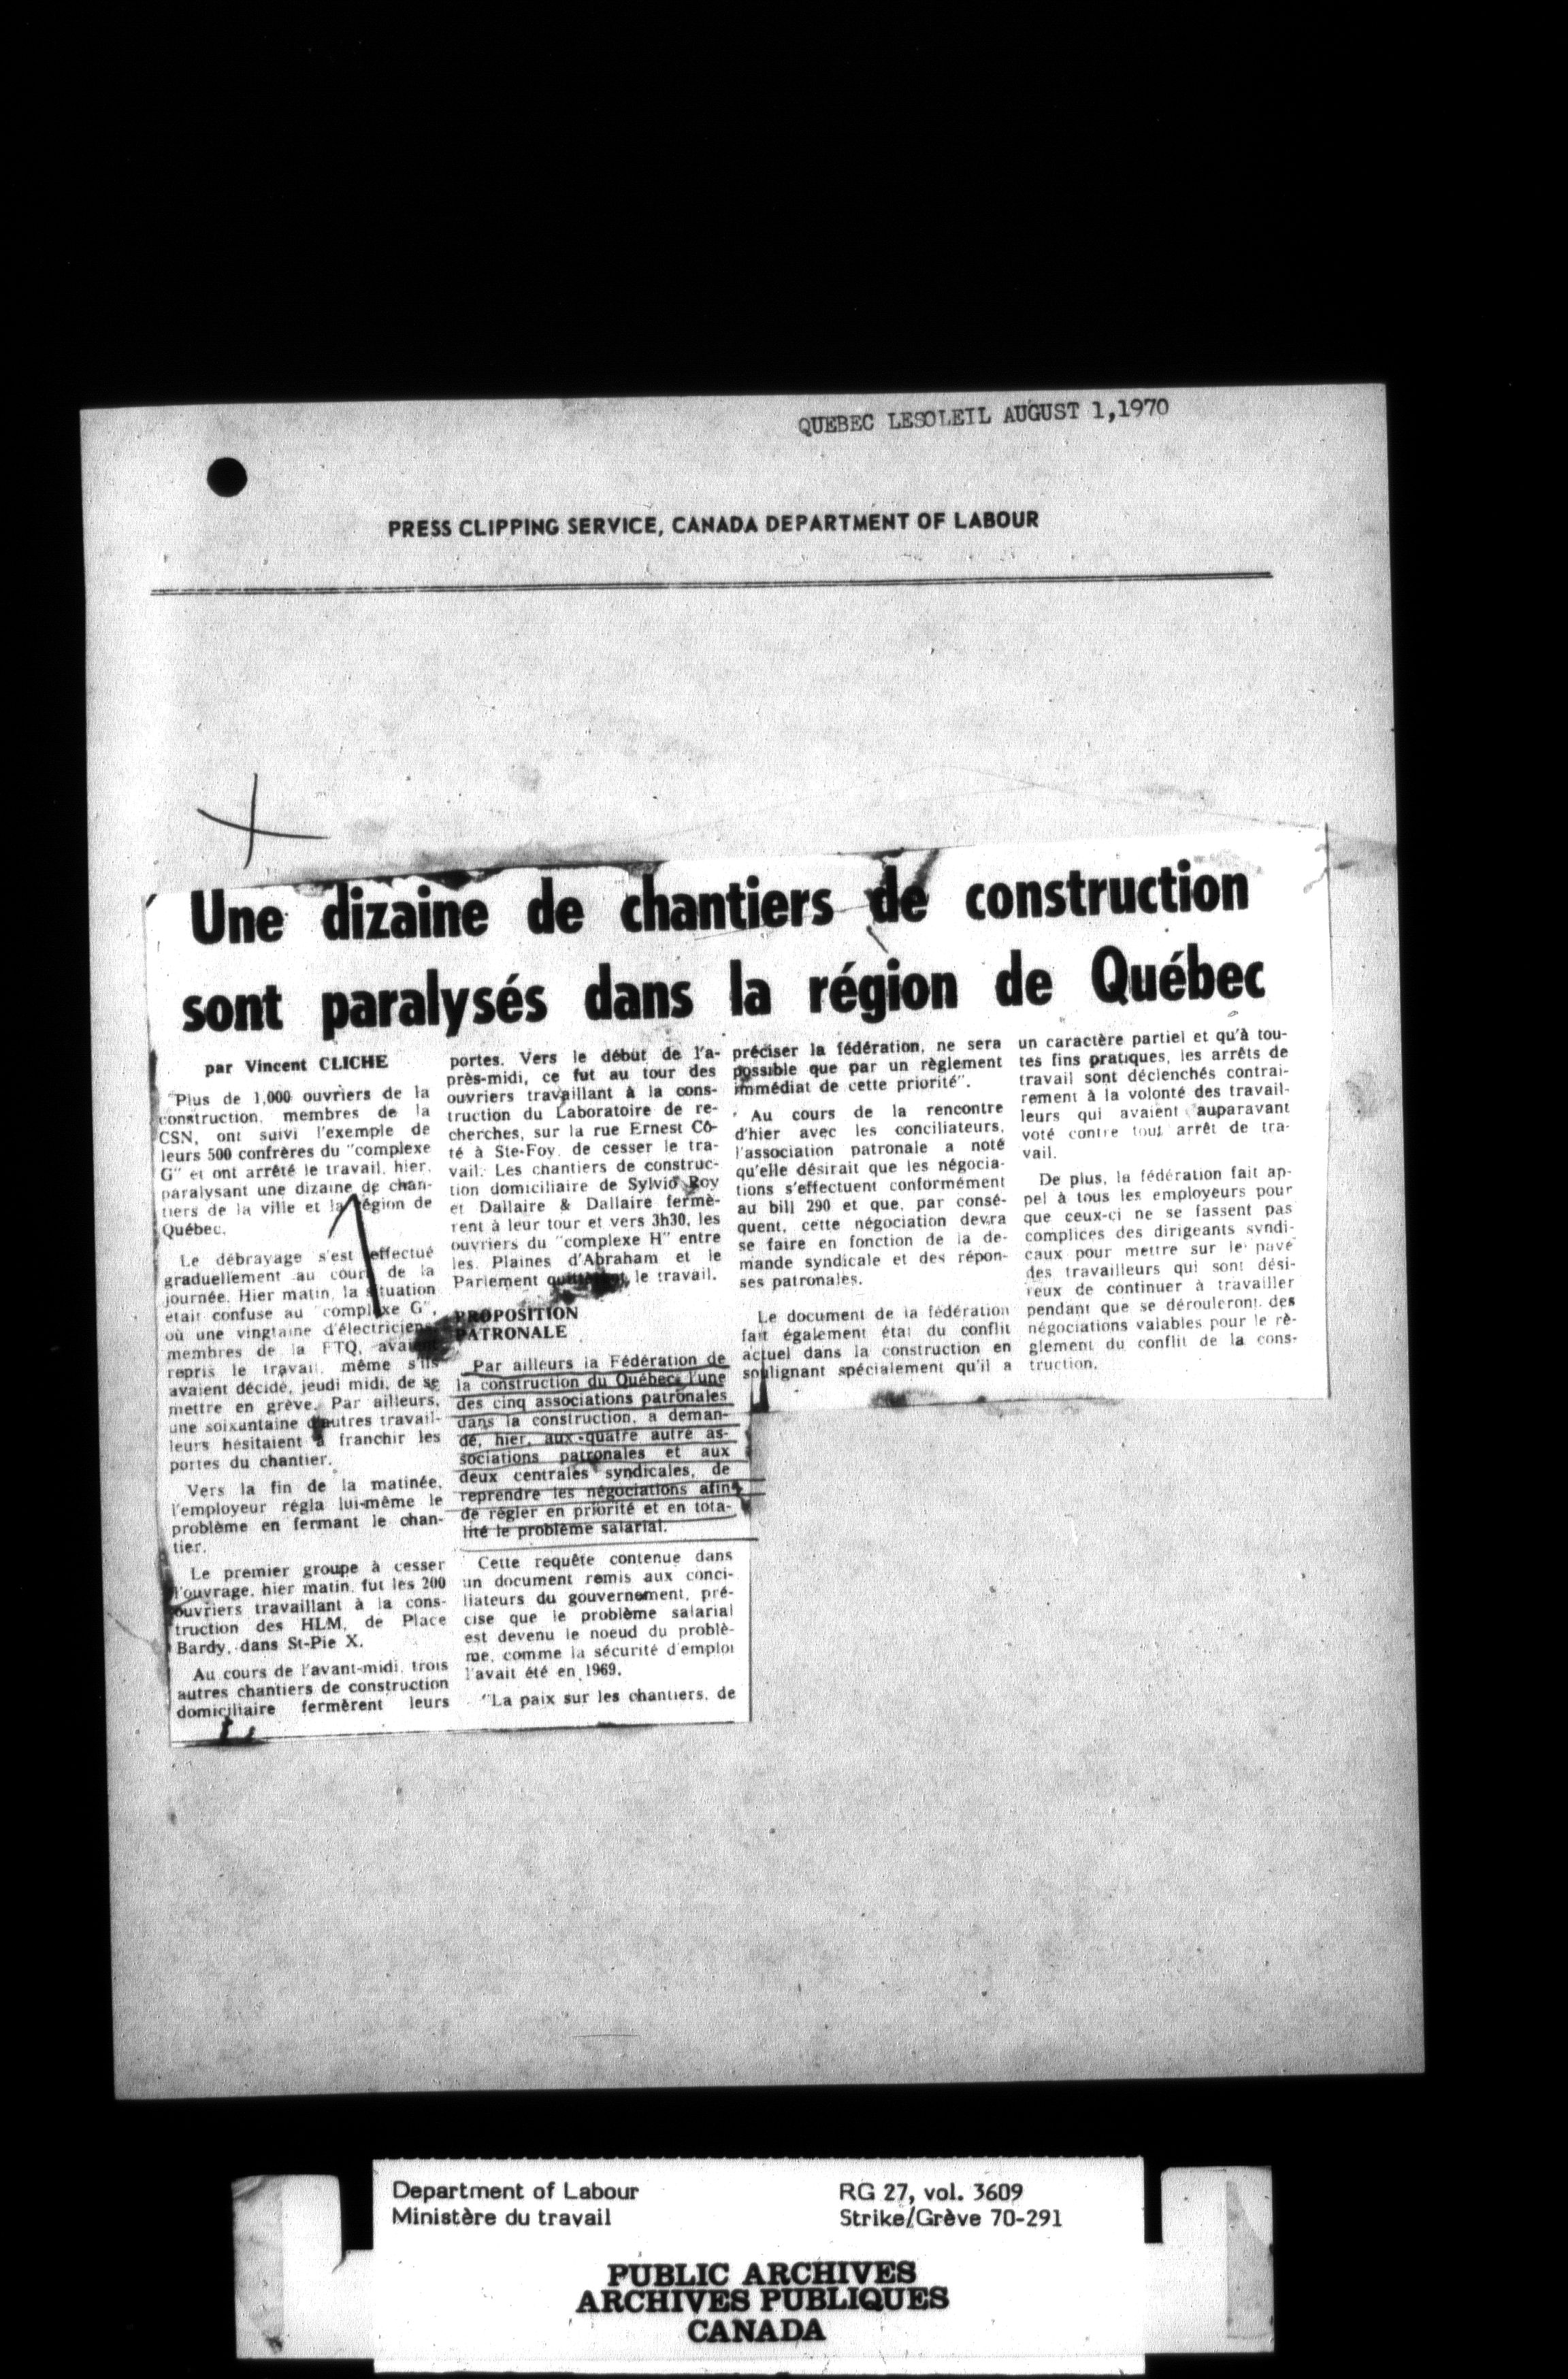 QUEBEC LESOLEIL AUGUST 1,1970
PRESS CLIPPING SERVICE, CANADA DEPARTMENT OF LABOUR
Une dizaine de chantiers de construction
sont paralysés dans la région de Québec
par Vincent CLICHE
"Plus de 1,000 ouvriers de la
construction, membres de la
CSN, ont suivi l'exemple de
leurs 500 confrères du "complexe
G" et ont arrêté le travail, hier,
paralysant une dizaine de chan-
tiers de la ville et la région de
Québec.
Le débrayage s'est effectué
graduellement au cours de la
journée. Hier matin, la situation
était confuse au "complexe G",
où une vingtaine d'électriciens
membres de la FTQ, avaient
repris le travail, même s'ils
avaient décidé, jeudi midi, de se
mettre en grève. Par ailleurs,
une soixantaine d'autres travail-
leurs hésitaient à franchir les
portes du chantier.
Vers la fin de la matinée,
l'employeur régla lui-même le
problème en fermant le chan-
tier.
Le premier groupe à cesser
l'ouvrage, hier matin, fut les 200
ouvriers travaillant à la cons-
truction des HLM, de Place
Bardy, dans St-Pie X.
Au cours de l'avant-midi, trois
autres chantiers de construction
domiciliaire fermèrent leurs
portes. Vers le début de l'a-
près-midi, ce fut au tour des
ouvriers travaillant à la cons-
truction du Laboratoire de re-
cherches, sur la rue Ernest Cô-
té à Ste-Foy, de cesser le tra-
vail. Les chantiers de construc-
tion domiciliaire de Sylvio Roy
et Dallaire & Dallaire fermè-
rent à leur tour et vers 3h30, les
ouvriers du "complexe H" entre
les Plaines d'Abraham et le
Parlement le travail.
PROPOSITION
PATRONALE
Par ailleurs la Fédération de
la construction du Québec, l'une
des cinq associations patronales
dans la construction, a deman-
dé, hier, aux quatre autre as-
sociations patronales et aux
deux centrales syndicales, de
reprendre les négociations afin
de régler en priorité et en tota-
lité le problème salarial.
Cette requête contenue dans
un document remis aux conci-
liateurs du gouvernement, pré-
cise que le problème salarial
est devenu le noeud du problè-
me, comme la sécurité d'emploi
l'avait été en 1969.
"La paix sur les chantiers, de
préciser la fédération, ne sera
possible que par un règlement
immédiat de cette priorité".
Au cours de la rencontre
d'hier avec les conciliateurs,
l'association patronale a noté
qu'elle désirait que les négocia-
tions s'effectuent conformément
au bill 290 et que, par consé-
quent, cette négociation devra
se faire en fonction de la de-
mande syndicale et des répon-
ses patronales.
Le document de la fédération
fait également état du conflit
actuel dans la construction en
soulignant spécialement qu'il a
un caractère partiel et qu'à tou-
tes fins pratiques, les arrêts de
travail sont déclenchés contrai-
rement à la volonté des travail-
leurs qui avaient auparavant
voté contre tout arrêt de tra-
vail.
De plus, la fédération fait ap-
pel à tous les employeurs pour
que ceux-ci ne se fassent pas
complices des dirigeants syndi-
caux pour mettre sur le pavé
des travailleurs qui sont dési-
reux de continuer à travailler
pendant que se dérouleront des
négociations valables pour le rè-
glement du conflit de la cons-
truction.
Department of Labour
Ministère du travail
RG 27, vol. 3609
Strike/Grève 70-291
PUBLIC ARCHIVES
ARCHIVES PUBLIQUES
CANADA